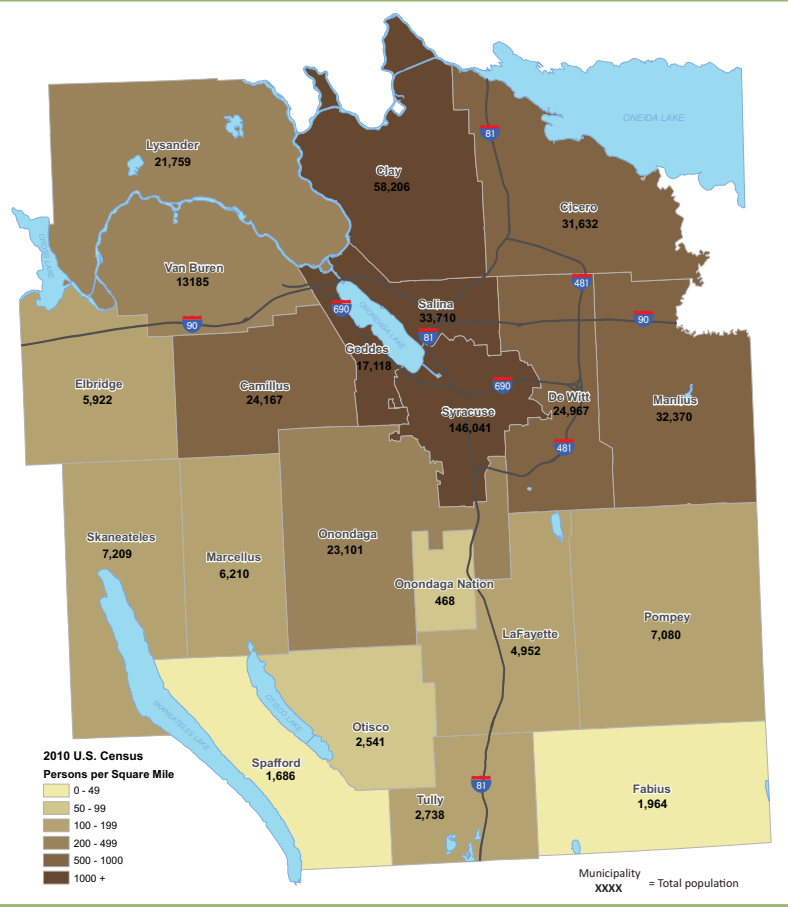 ONEIDA LAKE
81
Lysander
21,759
Clay
58,206
Cicero
31,632
CROSS LAKE
Van Buren
13185
481
690
ONONDAGA LAKE
Salina
33,710
90
81
90
Geddes
17,118
Elbridge
5,922
Camillus
24,167
690
Syracuse
146,041
De Witt
24,967
Manlius
32,370
481
Skaneateles
7,209
Marcellus
6,210
Onondaga
23,101
Onondaga Nation
468
LaFayette
4,952
Pompey
7,080
SKANEATELES LAKE
OTISCO LAKE
Otisco
2,541
Spafford
1,686
81
Tully
2,738
Fabius
1,964
2010 U.S. Census
Persons per Square Mile
0 - 49
50 - 99
100 - 199
200 - 499
500 - 1000
1000 +
Municipality
XXXX = Total population